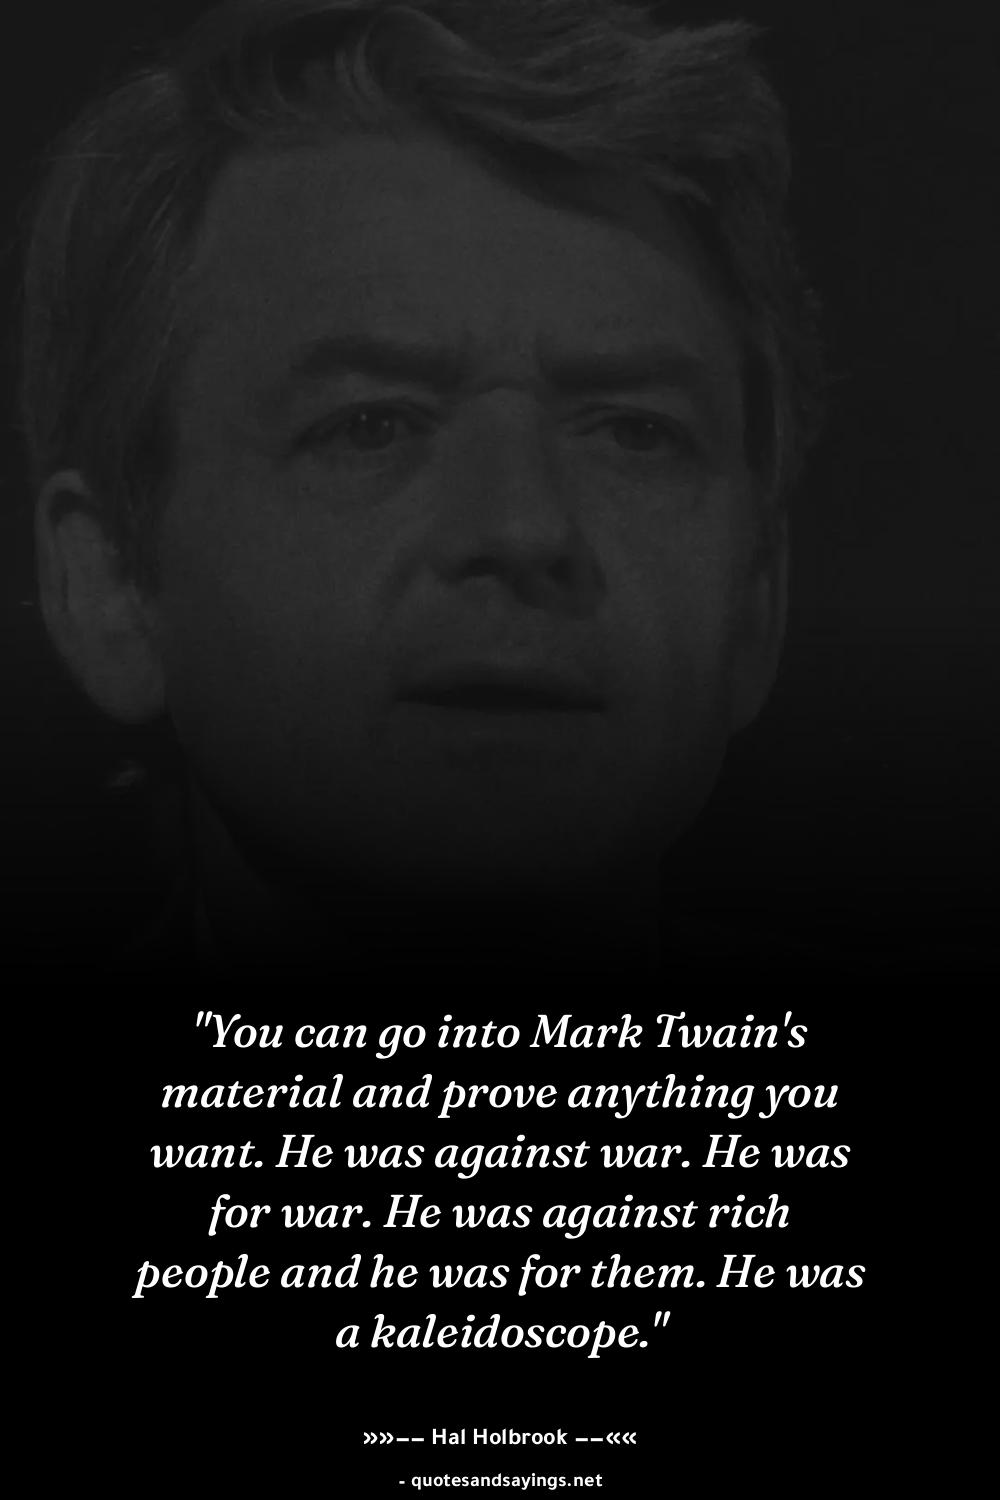 "You can go into Mark Twain's
material and prove anything you
want. He was against war. He was
for war. He was against rich
people and he was for them. He was
a kaleidoscope."
»»−− Hal Holbrook −−««
- quotesandsayings.net